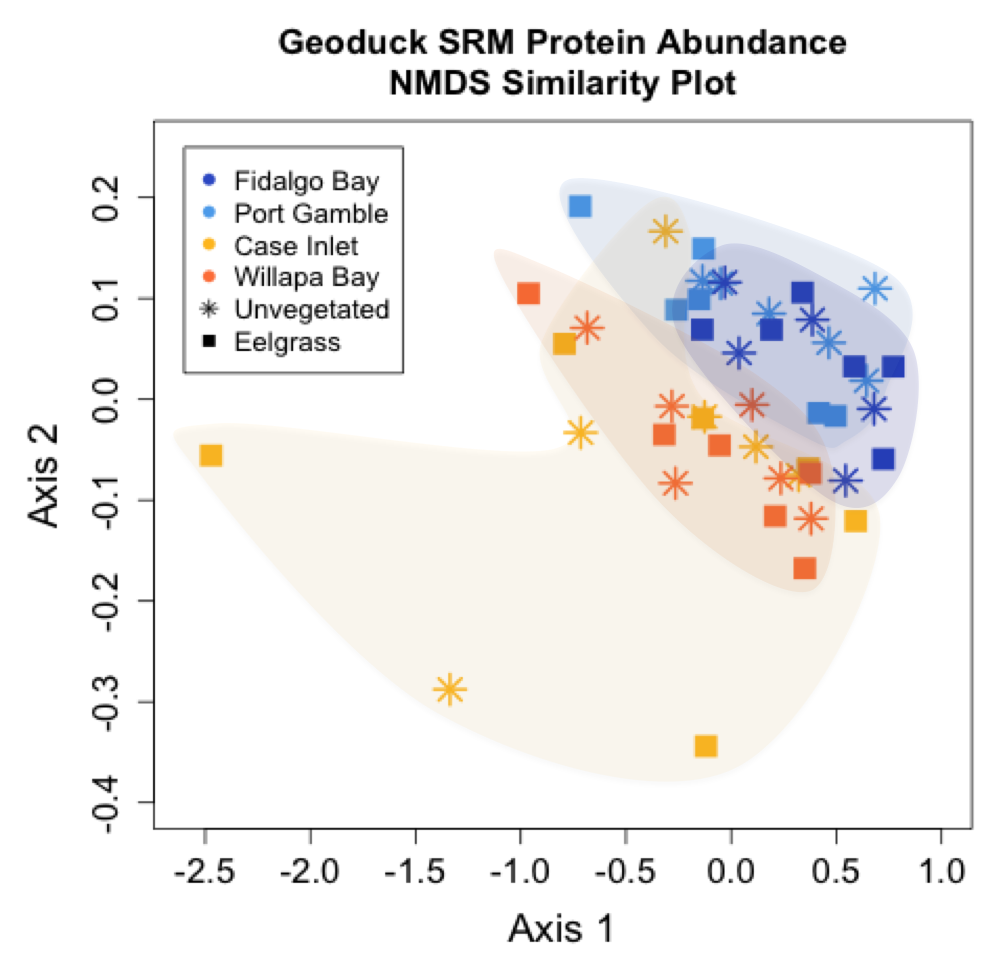 Geoduck SRM Protein Abundance
NMDS Similarity Plot
Fidalgo Bay
Port Gamble
Case Inlet
Willapa Bay
Unvegetated
Eelgrass
Axis 2
0.2
0.1
0.0
-0.1
-0.2
-0.3
-0.4
-2.5 -2.0 -1.5 -1.0 -0.5 0.0 0.5 1.0
Axis 1